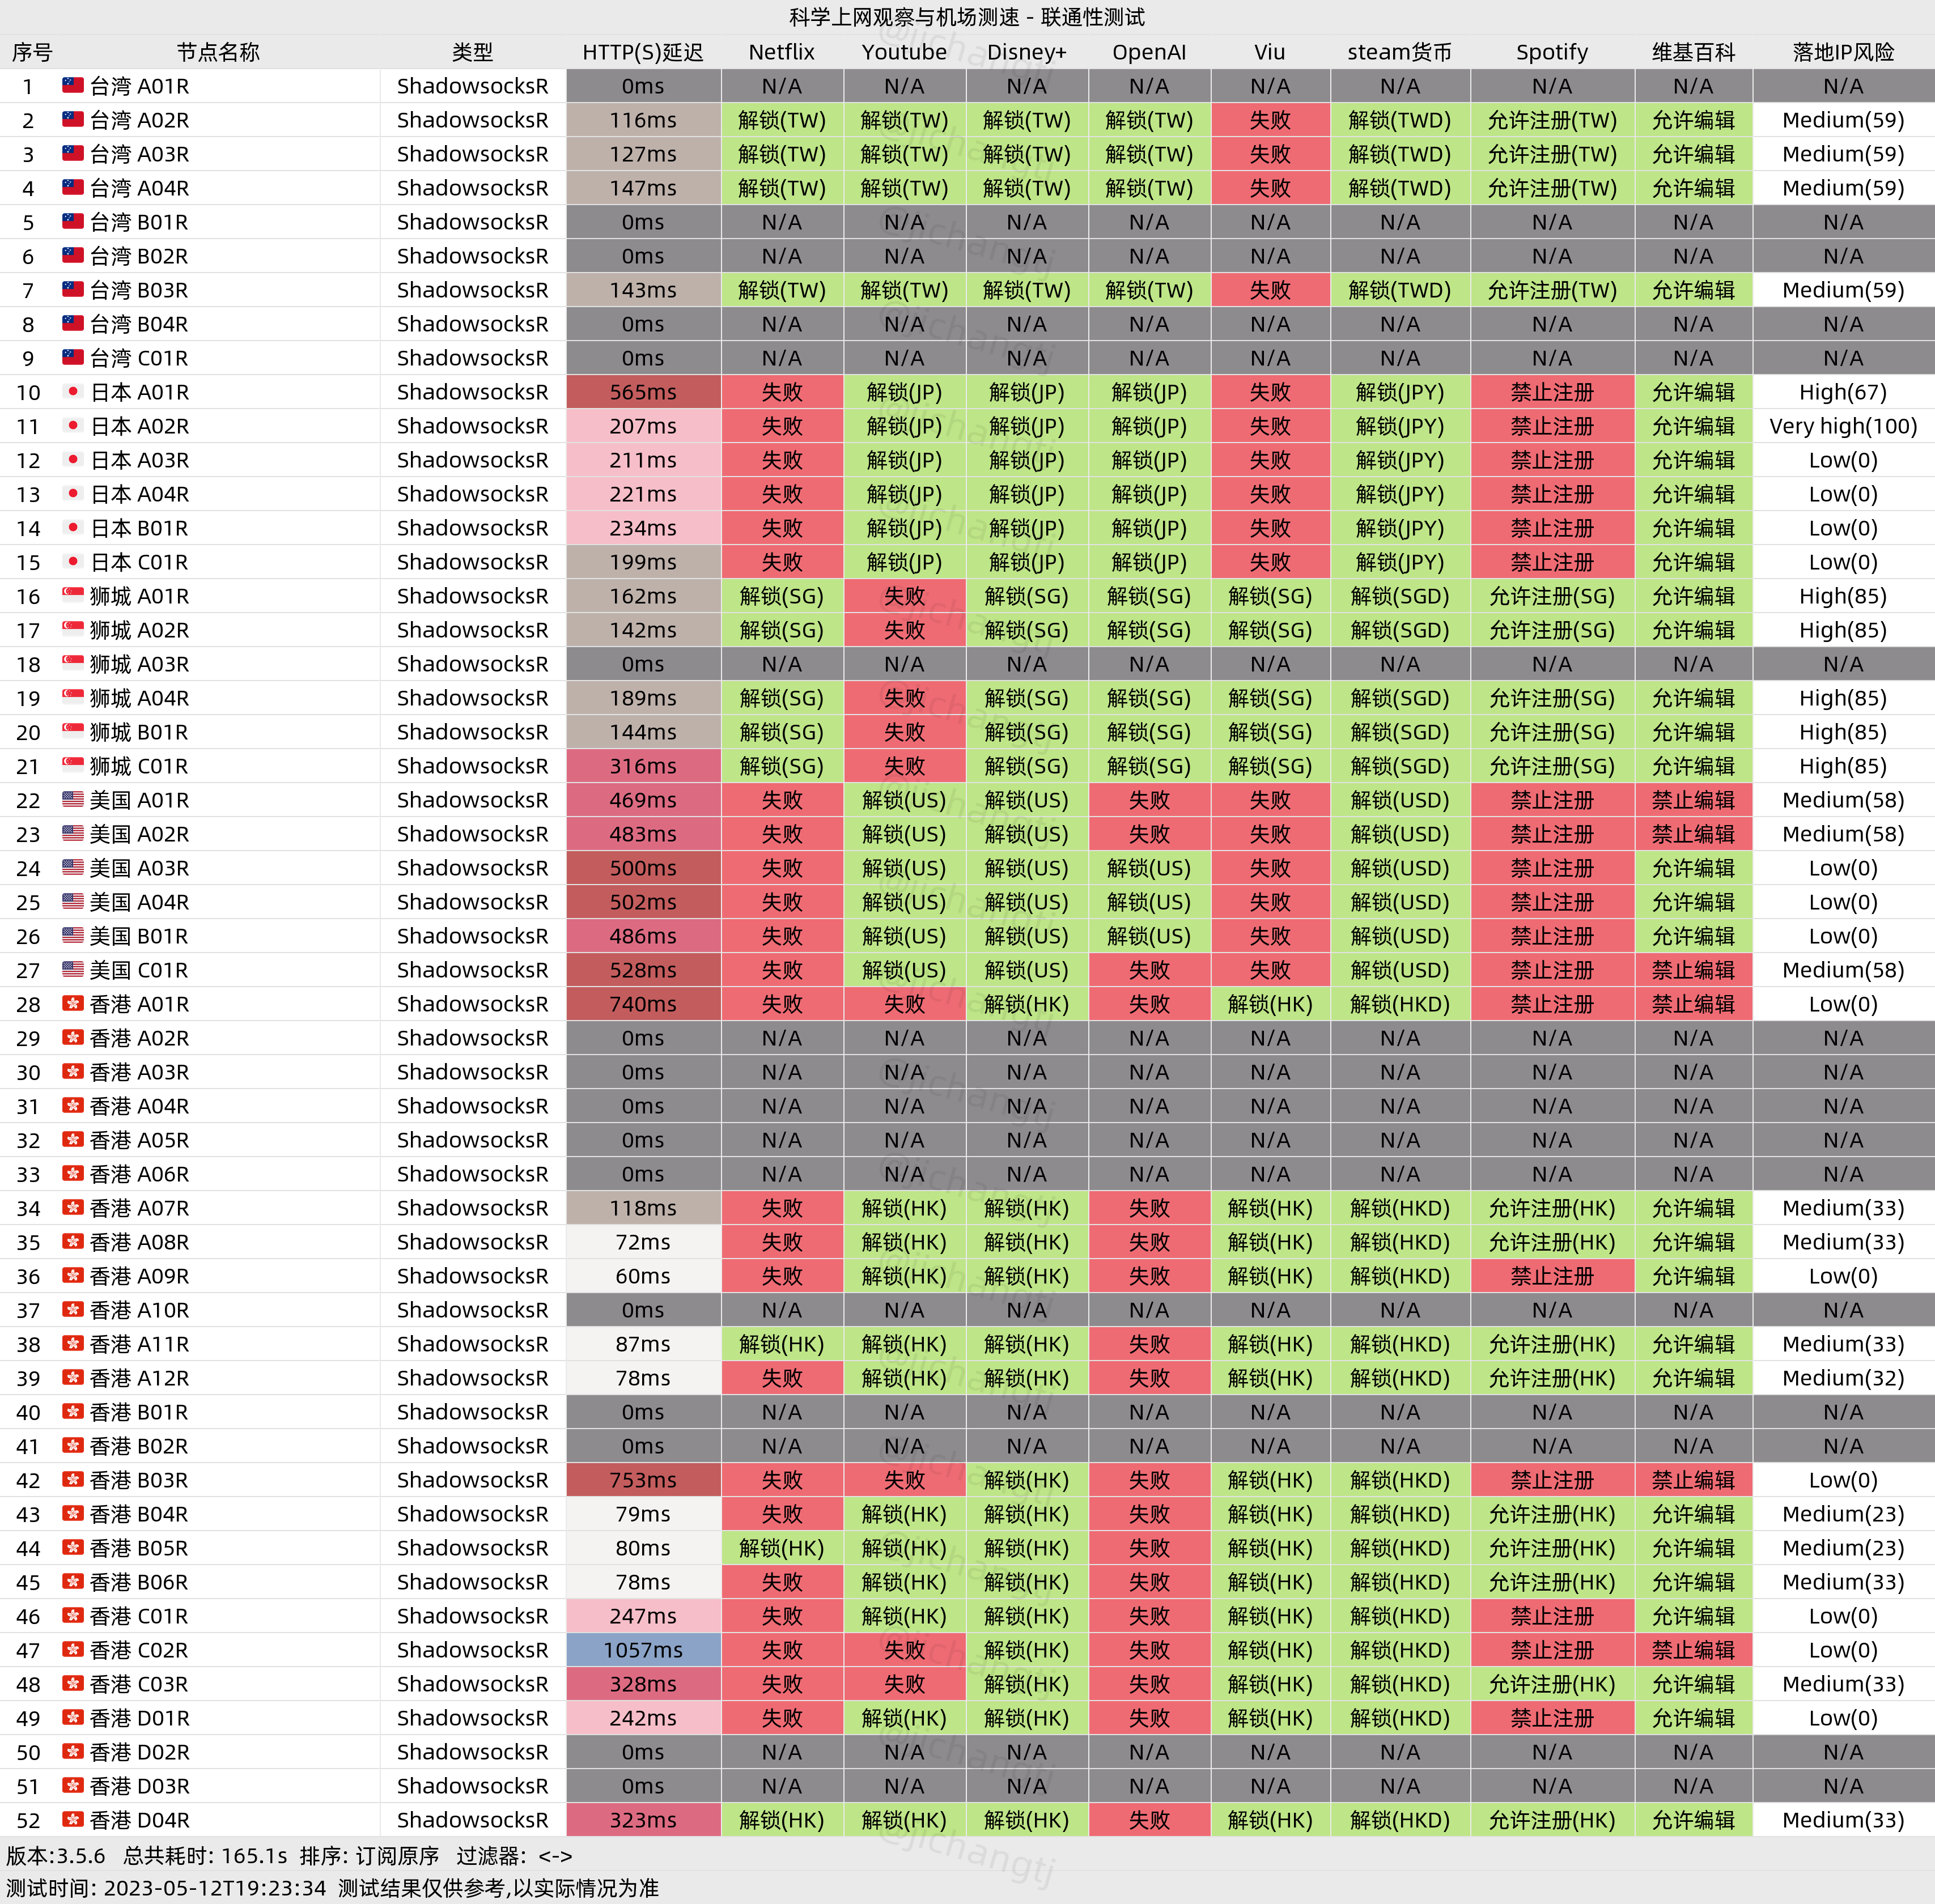 科学上网观察与机场测速 - 联通性测试
序号 节点名称 类型 HTTP(S)延迟 Netflix Youtube Disney+ OpenAI Viu steam货币 Spotify 维基百科 落地IP风险
1 台湾 A01R ShadowsocksR 0ms N/A N/A N/A N/A N/A N/A N/A N/A N/A
2 台湾 A02R ShadowsocksR 116ms 解锁(TW) 解锁(TW) 解锁(TW) 解锁(TW) 失败 解锁(TWD) 允许注册(TW) 允许编辑 Medium(59)
3 台湾 A03R ShadowsocksR 127ms 解锁(TW) 解锁(TW) 解锁(TW) 解锁(TW) 失败 解锁(TWD) 允许注册(TW) 允许编辑 Medium(59)
4 台湾 A04R ShadowsocksR 147ms 解锁(TW) 解锁(TW) 解锁(TW) 解锁(TW) 失败 解锁(TWD) 允许注册(TW) 允许编辑 Medium(59)
5 台湾 B01R ShadowsocksR 0ms N/A N/A N/A N/A N/A N/A N/A N/A N/A
6 台湾 B02R ShadowsocksR 0ms N/A N/A N/A N/A N/A N/A N/A N/A N/A
7 台湾 B03R ShadowsocksR 143ms 解锁(TW) 解锁(TW) 解锁(TW) 解锁(TW) 失败 解锁(TWD) 允许注册(TW) 允许编辑 Medium(59)
8 台湾 B04R ShadowsocksR 0ms N/A N/A N/A N/A N/A N/A N/A N/A N/A
9 台湾 C01R ShadowsocksR 0ms N/A N/A N/A N/A N/A N/A N/A N/A N/A
10 日本 A01R ShadowsocksR 565ms 失败 解锁(JP) 解锁(JP) 解锁(JP) 失败 解锁(JPY) 禁止注册 允许编辑 High(67)
11 日本 A02R ShadowsocksR 207ms 失败 解锁(JP) 解锁(JP) 解锁(JP) 失败 解锁(JPY) 禁止注册 允许编辑 Very high(100)
12 日本 A03R ShadowsocksR 211ms 失败 解锁(JP) 解锁(JP) 解锁(JP) 失败 解锁(JPY) 禁止注册 允许编辑 Low(0)
13 日本 A04R ShadowsocksR 221ms 失败 解锁(JP) 解锁(JP) 解锁(JP) 失败 解锁(JPY) 禁止注册 允许编辑 Low(0)
14 日本 B01R ShadowsocksR 234ms 失败 解锁(JP) 解锁(JP) 解锁(JP) 失败 解锁(JPY) 禁止注册 允许编辑 Low(0)
15 日本 C01R ShadowsocksR 199ms 失败 解锁(JP) 解锁(JP) 解锁(JP) 失败 解锁(JPY) 禁止注册 允许编辑 Low(0)
16 狮城 A01R ShadowsocksR 162ms 解锁(SG) 失败 解锁(SG) 解锁(SG) 解锁(SG) 解锁(SGD) 允许注册(SG) 允许编辑 High(85)
17 狮城 A02R ShadowsocksR 142ms 解锁(SG) 失败 解锁(SG) 解锁(SG) 解锁(SG) 解锁(SGD) 允许注册(SG) 允许编辑 High(85)
18 狮城 A03R ShadowsocksR 0ms N/A N/A N/A N/A N/A N/A N/A N/A N/A
19 狮城 A04R ShadowsocksR 189ms 解锁(SG) 失败 解锁(SG) 解锁(SG) 解锁(SG) 解锁(SGD) 允许注册(SG) 允许编辑 High(85)
20 狮城 B01R ShadowsocksR 144ms 解锁(SG) 失败 解锁(SG) 解锁(SG) 解锁(SG) 解锁(SGD) 允许注册(SG) 允许编辑 High(85)
21 狮城 C01R ShadowsocksR 316ms 解锁(SG) 失败 解锁(SG) 解锁(SG) 解锁(SG) 解锁(SGD) 允许注册(SG) 允许编辑 High(85)
22 美国 A01R ShadowsocksR 469ms 失败 解锁(US) 解锁(US) 失败 失败 解锁(USD) 禁止注册 禁止编辑 Medium(58)
23 美国 A02R ShadowsocksR 483ms 失败 解锁(US) 解锁(US) 失败 失败 解锁(USD) 禁止注册 禁止编辑 Medium(58)
24 美国 A03R ShadowsocksR 500ms 失败 解锁(US) 解锁(US) 解锁(US) 失败 解锁(USD) 禁止注册 允许编辑 Low(0)
25 美国 A04R ShadowsocksR 502ms 失败 解锁(US) 解锁(US) 解锁(US) 失败 解锁(USD) 禁止注册 允许编辑 Low(0)
26 美国 B01R ShadowsocksR 486ms 失败 解锁(US) 解锁(US) 解锁(US) 失败 解锁(USD) 禁止注册 允许编辑 Low(0)
27 美国 C01R ShadowsocksR 528ms 失败 解锁(US) 解锁(US) 失败 失败 解锁(USD) 禁止注册 禁止编辑 Medium(58)
28 香港 A01R ShadowsocksR 740ms 失败 失败 解锁(HK) 失败 解锁(HK) 解锁(HKD) 禁止注册 禁止编辑 Low(0)
29 香港 A02R ShadowsocksR 0ms N/A N/A N/A N/A N/A N/A N/A N/A N/A
30 香港 A03R ShadowsocksR 0ms N/A N/A N/A N/A N/A N/A N/A N/A N/A
31 香港 A04R ShadowsocksR 0ms N/A N/A N/A N/A N/A N/A N/A N/A N/A
32 香港 A05R ShadowsocksR 0ms N/A N/A N/A N/A N/A N/A N/A N/A N/A
33 香港 A06R ShadowsocksR 0ms N/A N/A N/A N/A N/A N/A N/A N/A N/A
34 香港 A07R ShadowsocksR 118ms 失败 解锁(HK) 解锁(HK) 失败 解锁(HK) 解锁(HKD) 允许注册(HK) 允许编辑 Medium(33)
35 香港 A08R ShadowsocksR 72ms 失败 解锁(HK) 解锁(HK) 失败 解锁(HK) 解锁(HKD) 允许注册(HK) 允许编辑 Medium(33)
36 香港 A09R ShadowsocksR 60ms 失败 解锁(HK) 解锁(HK) 失败 解锁(HK) 解锁(HKD) 禁止注册 允许编辑 Low(0)
37 香港 A10R ShadowsocksR 0ms N/A N/A N/A N/A N/A N/A N/A N/A N/A
38 香港 A11R ShadowsocksR 87ms 解锁(HK) 解锁(HK) 解锁(HK) 失败 解锁(HK) 解锁(HKD) 允许注册(HK) 允许编辑 Medium(33)
39 香港 A12R ShadowsocksR 78ms 失败 解锁(HK) 解锁(HK) 失败 解锁(HK) 解锁(HKD) 允许注册(HK) 允许编辑 Medium(32)
40 香港 B01R ShadowsocksR 0ms N/A N/A N/A N/A N/A N/A N/A N/A N/A
41 香港 B02R ShadowsocksR 0ms N/A N/A N/A N/A N/A N/A N/A N/A N/A
42 香港 B03R ShadowsocksR 753ms 失败 失败 解锁(HK) 失败 解锁(HK) 解锁(HKD) 禁止注册 禁止编辑 Low(0)
43 香港 B04R ShadowsocksR 79ms 失败 解锁(HK) 解锁(HK) 失败 解锁(HK) 解锁(HKD) 允许注册(HK) 允许编辑 Medium(23)
44 香港 B05R ShadowsocksR 80ms 解锁(HK) 解锁(HK) 解锁(HK) 失败 解锁(HK) 解锁(HKD) 允许注册(HK) 允许编辑 Medium(23)
45 香港 B06R ShadowsocksR 78ms 失败 解锁(HK) 解锁(HK) 失败 解锁(HK) 解锁(HKD) 允许注册(HK) 允许编辑 Medium(33)
46 香港 C01R ShadowsocksR 247ms 失败 解锁(HK) 解锁(HK) 失败 解锁(HK) 解锁(HKD) 禁止注册 允许编辑 Low(0)
47 香港 C02R ShadowsocksR 1057ms 失败 失败 解锁(HK) 失败 解锁(HK) 解锁(HKD) 禁止注册 禁止编辑 Low(0)
48 香港 C03R ShadowsocksR 328ms 失败 失败 解锁(HK) 失败 解锁(HK) 解锁(HKD) 允许注册(HK) 允许编辑 Medium(33)
49 香港 D01R ShadowsocksR 242ms 失败 解锁(HK) 解锁(HK) 失败 解锁(HK) 解锁(HKD) 禁止注册 允许编辑 Low(0)
50 香港 D02R ShadowsocksR 0ms N/A N/A N/A N/A N/A N/A N/A N/A N/A
51 香港 D03R ShadowsocksR 0ms N/A N/A N/A N/A N/A N/A N/A N/A N/A
52 香港 D04R ShadowsocksR 323ms 解锁(HK) 解锁(HK) 解锁(HK) 失败 解锁(HK) 解锁(HKD) 允许注册(HK) 允许编辑 Medium(33)
版本:3.5.6 总共耗时: 165.1s 排序: 订阅原序 过滤器: <->
测试时间: 2023-05-12T19:23:34 测试结果仅供参考,以实际情况为准
@jichangtj